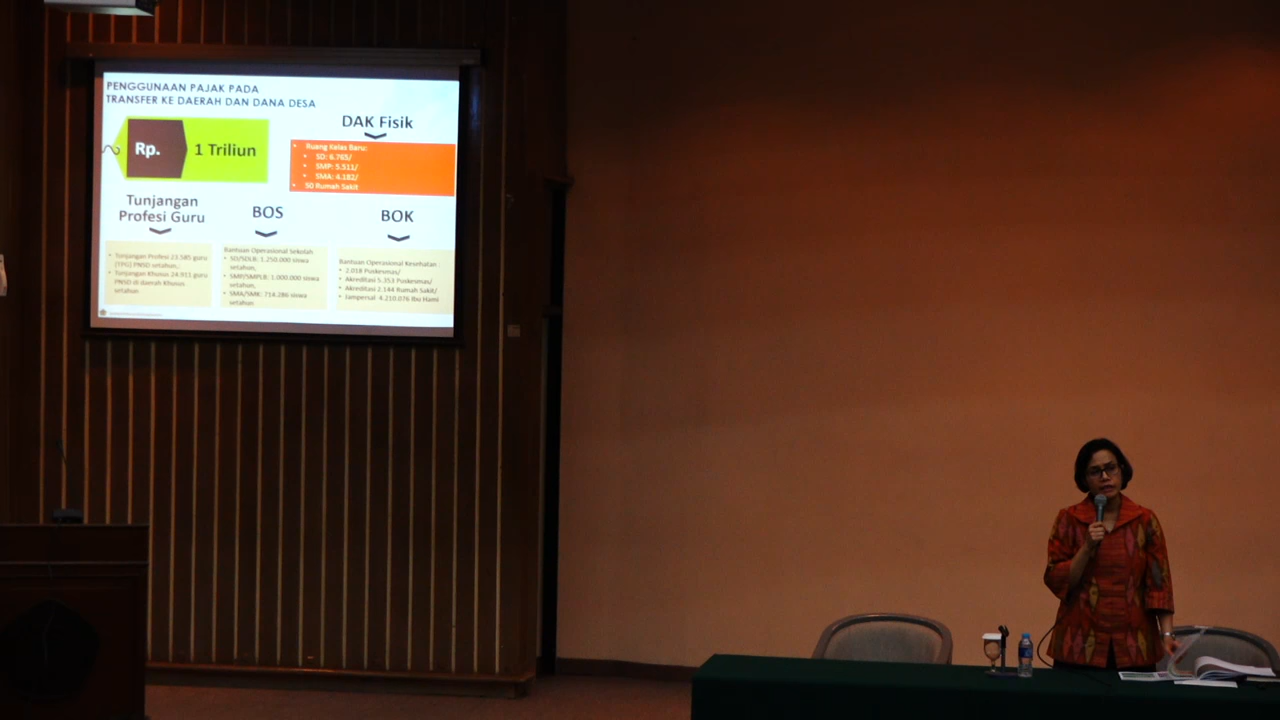 PENGGUNAAN PAJAK PADA
TRANSFER KE DAERAH DAN DANA DESA
Rp. 1 Triliun
DAK Fisik
• Ruang Kelas Baru:
• SD: 6.765/
• SMP: 5.511/
• SMA: 4.182/
• 50 Rumah Sakit
Tunjangan
Profesi Guru
• Tunjangan Profesi 23.585 guru
(TPG) PNSD setahun,
• Tunjangan Khusus 24.911 guru
PNSD di daerah Khusus
setahun
BOS
Bantuan Operasional Sekolah
• SD/SDLB: 1.250.000 siswa
setahun,
• SMP/SMPLB: 1.000.000 siswa
setahun,
• SMA/SMK: 714.286 siswa
setahun
BOK
Bantuan Operasional Kesehatan :
• 2.018 Puskesmas/
• Akreditasi 5.353 Puskesmas/
• Akreditasi 2.144 Rumah Sakit/
• Jampersal 4.210.076 Ibu Hami